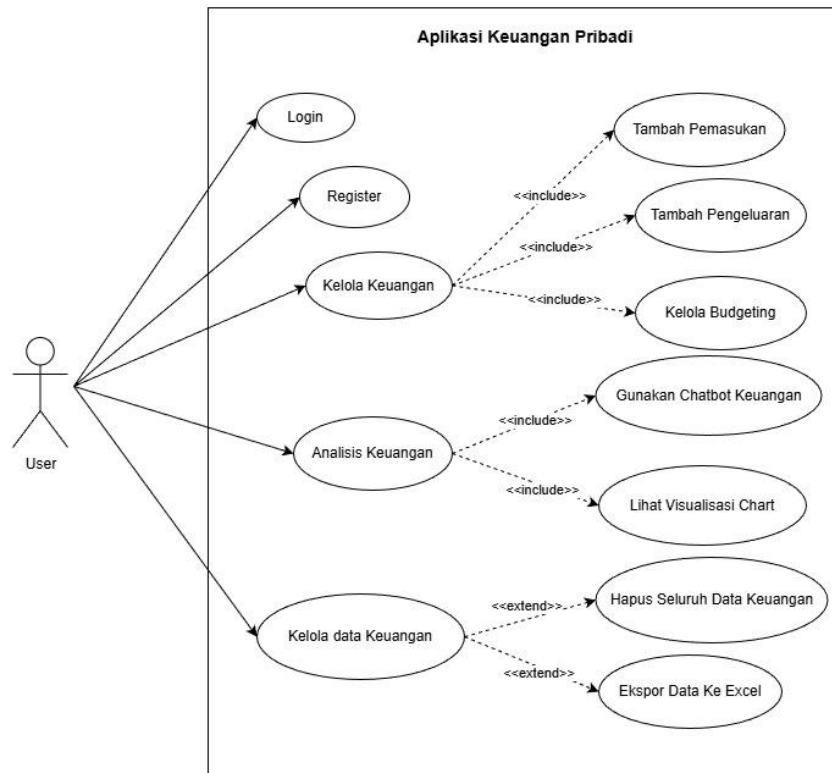 Aplikasi Keuangan Pribadi
Login
Register
Kelola Keuangan
Analisis Keuangan
Kelola data Keuangan
User
<<include>>
<<include>>
<<include>>
<<include>>
<<include>>
<<extend>>
<<extend>>
Tambah Pemasukan
Tambah Pengeluaran
Kelola Budgeting
Gunakan Chatbot Keuangan
Lihat Visualisasi Chart
Hapus Seluruh Data Keuangan
Ekspor Data Ke Excel